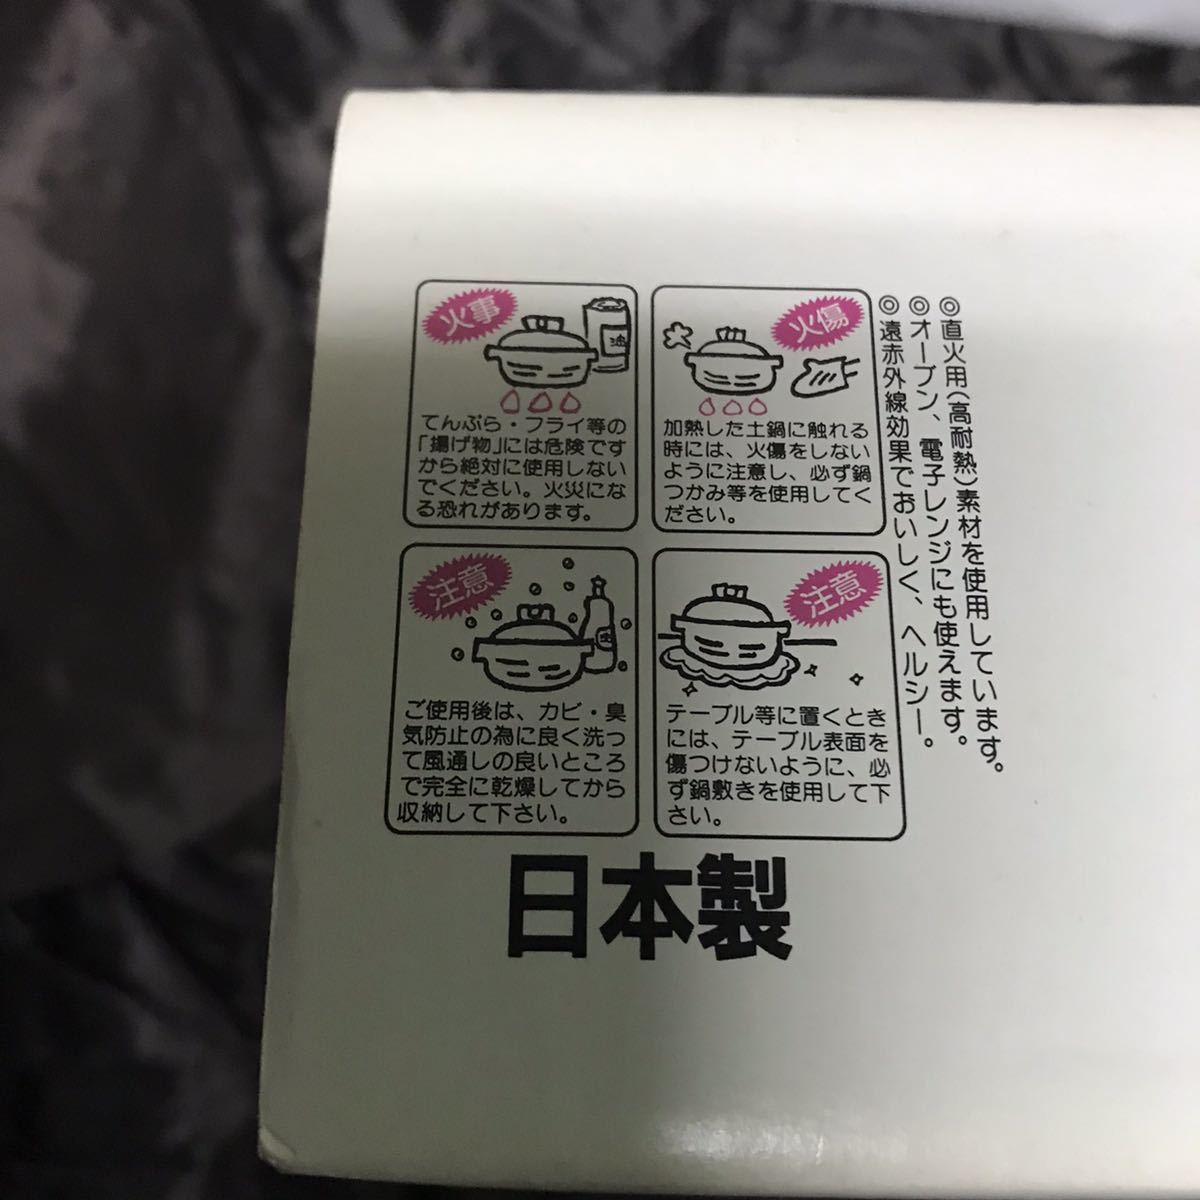 ◎直火用(高耐熱)素材を使用しています。
◎オーブン、電子レンジにも使えます。
◎遠赤外線効果でおいしく、ヘルシー。
火事
油
てんぷら・フライ等の
「揚げ物」には危険です
から絶対に使用しない
でください。火災にな
る恐れがあります。
火傷
加熱した土鍋に触れる
時には、火傷をしない
ように注意し、必ず鍋
つかみ等を使用してく
ださい。
注意
ご使用後は、カビ・臭
気防止の為に良く洗っ
て風通しの良いところ
で完全に乾燥してから
収納して下さい。
注意
テーブル等に置くとき
には、テーブル表面を
傷つけないように、必
ず鍋敷きを使用して下
さい。
日本製